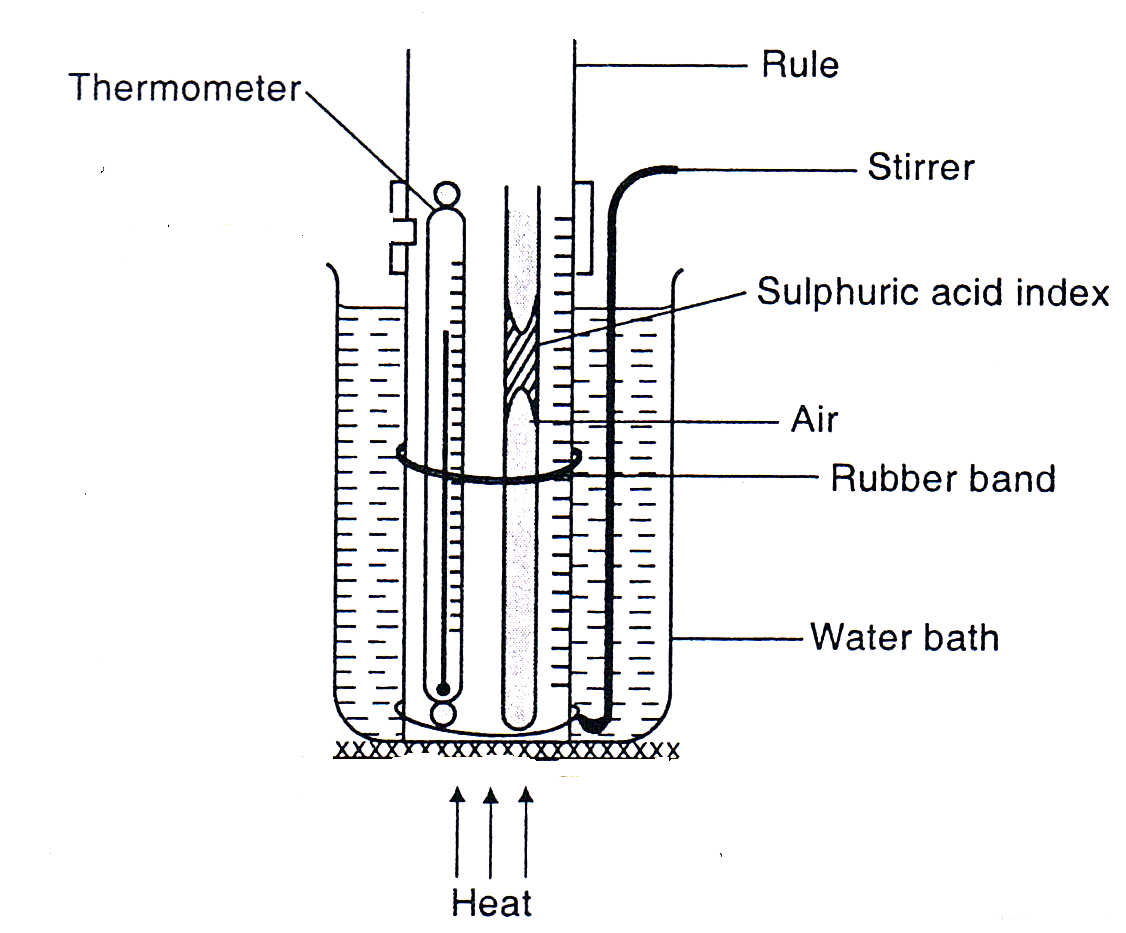 Rule
Thermometer
Stirrer
Sulphuric acid index
Air
Rubber band
Water bath
Heat